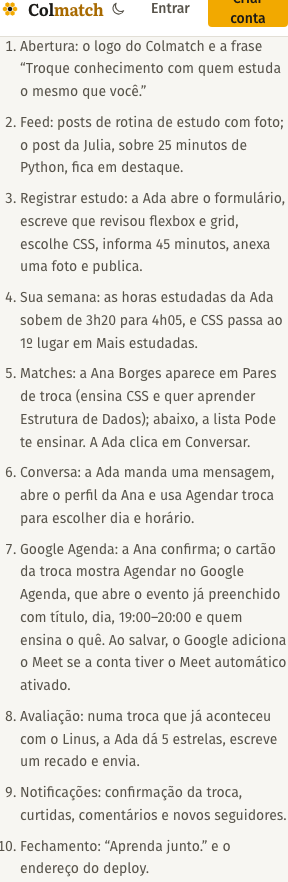 Colmatch
Entrar
Criar
conta
1. Abertura: o logo do Colmatch e a frase
“Troque conhecimento com quem estuda
o mesmo que você.”
2. Feed: posts de rotina de estudo com foto;
o post da Julia, sobre 25 minutos de
Python, fica em destaque.
3. Registrar estudo: a Ada abre o formulário,
escreve que revisou flexbox e grid,
escolhe CSS, informa 45 minutos, anexa
uma foto e publica.
4. Sua semana: as horas estudadas da Ada
sobem de 3h20 para 4h05, e CSS passa ao
1º lugar em Mais estudadas.
5. Matches: a Ana Borges aparece em Pares
de troca (ensina CSS e quer aprender
Estrutura de Dados); abaixo, a lista Pode
te ensinar. A Ada clica em Conversar.
6. Conversa: a Ada manda uma mensagem,
abre o perfil da Ana e usa Agendar troca
para escolher dia e horário.
7. Google Agenda: a Ana confirma; o cartão
da troca mostra Agendar no Google
Agenda, que abre o evento já preenchido
com título, dia, 19:00–20:00 e quem
ensina o quê. Ao salvar, o Google adiciona
o Meet se a conta tiver o Meet automático
ativado.
8. Avaliação: numa troca que já aconteceu
com o Linus, a Ada dá 5 estrelas, escreve
um recado e envia.
9. Notificações: confirmação da troca,
curtidas, comentários e novos seguidores.
10. Fechamento: “Aprenda junto.” e o
endereço do deploy.